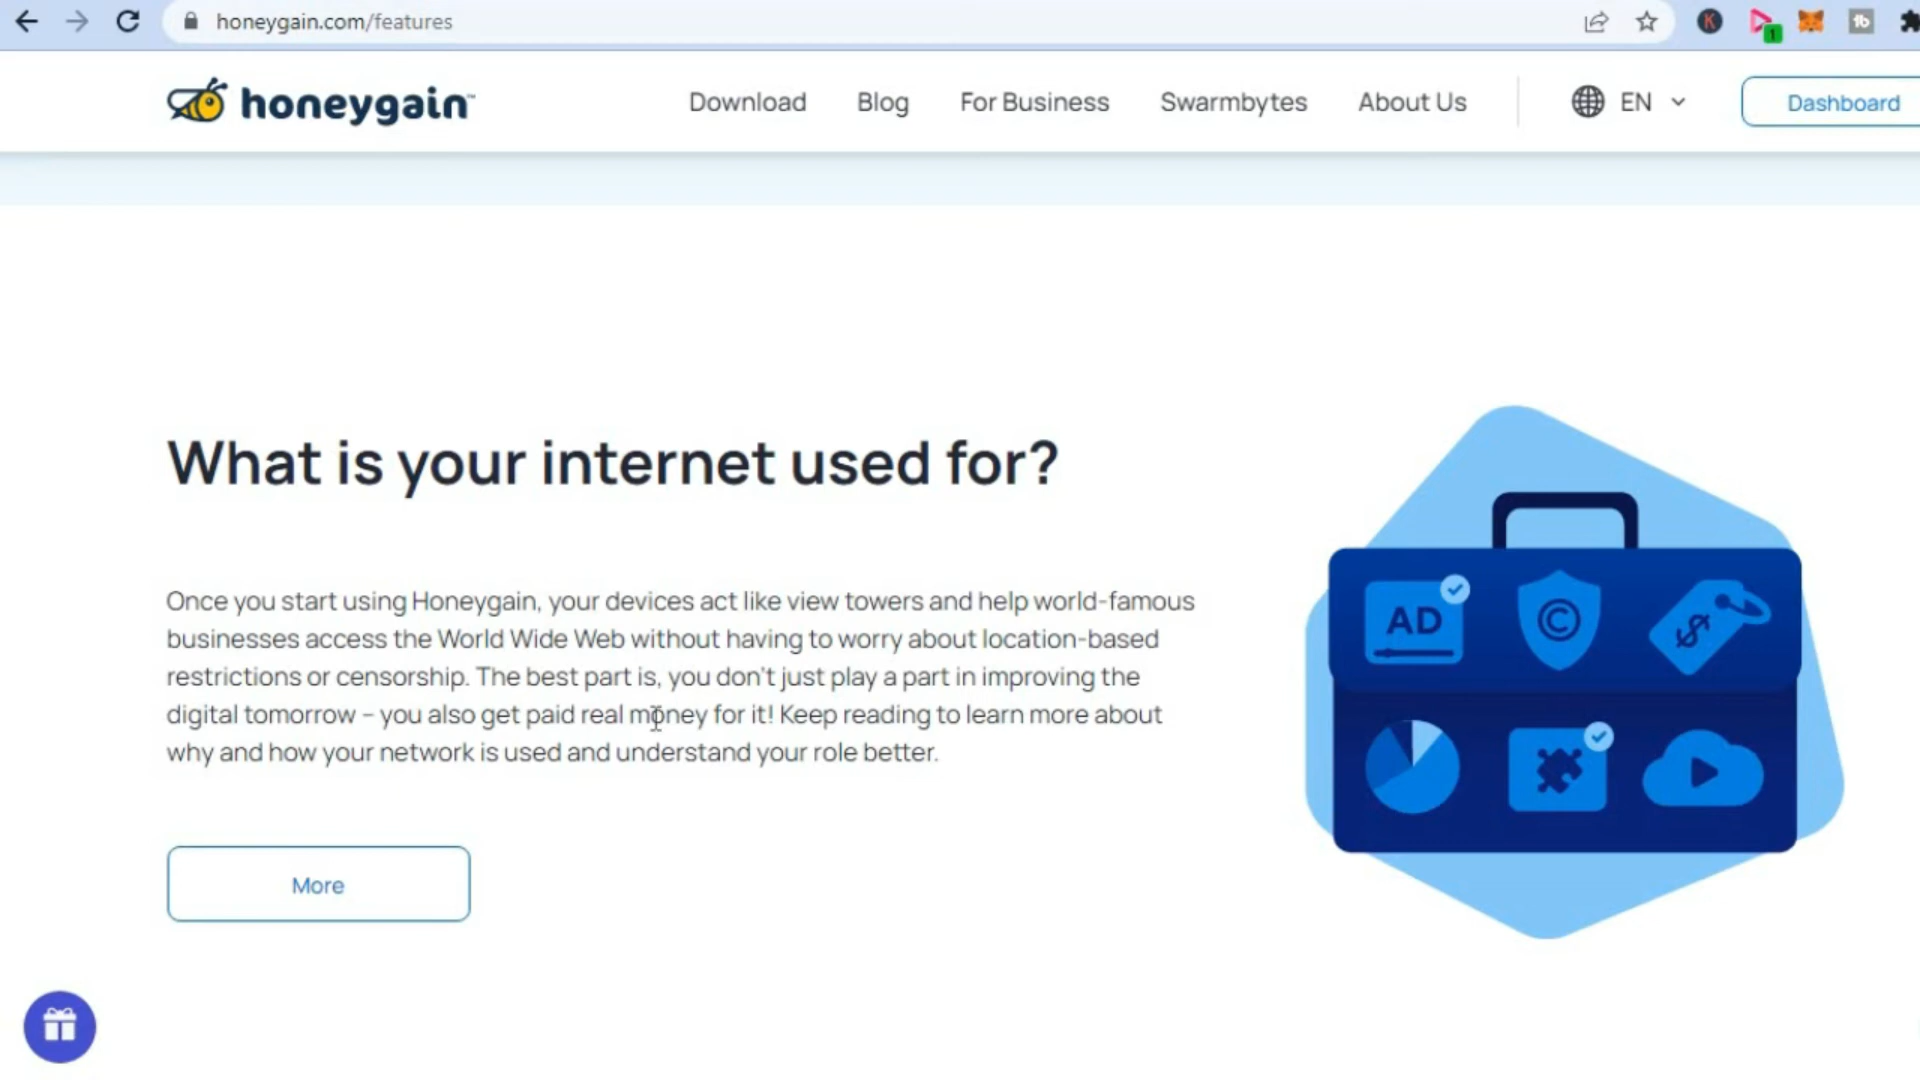 honeygain.com/features
K
1
tb
honeygain™
Download Blog For Business Swarmbytes About Us EN Dashboard
What is your internet used for?
Once you start using Honeygain, your devices act like view towers and help world-famous
businesses access the World Wide Web without having to worry about location-based
restrictions or censorship. The best part is, you don't just play a part in improving the
digital tomorrow – you also get paid real money for it! Keep reading to learn more about
why and how your network is used and understand your role better.
More
AD
©
$